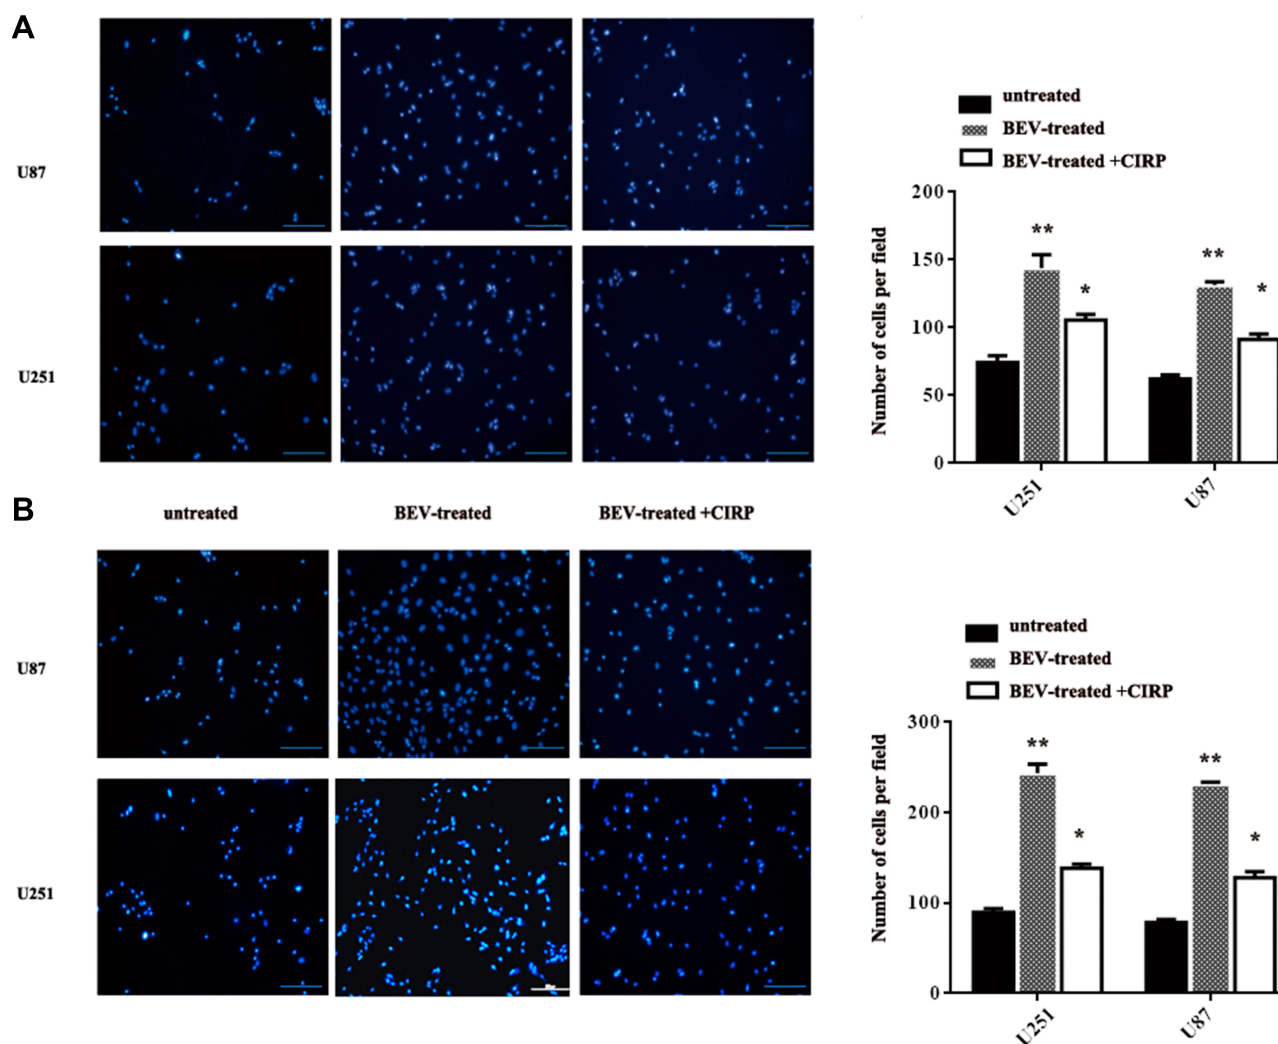 A
U87
U251
untreated
BEV-treated
BEV-treated +CIRP
200
150
100
50
0
Number of cells per field
**
*
**
*
U251
U87
B
untreated
BEV-treated
BEV-treated +CIRP
U87
U251
untreated
BEV-treated
BEV-treated +CIRP
300
200
100
0
Number of cells per field
**
*
**
*
U251
U87